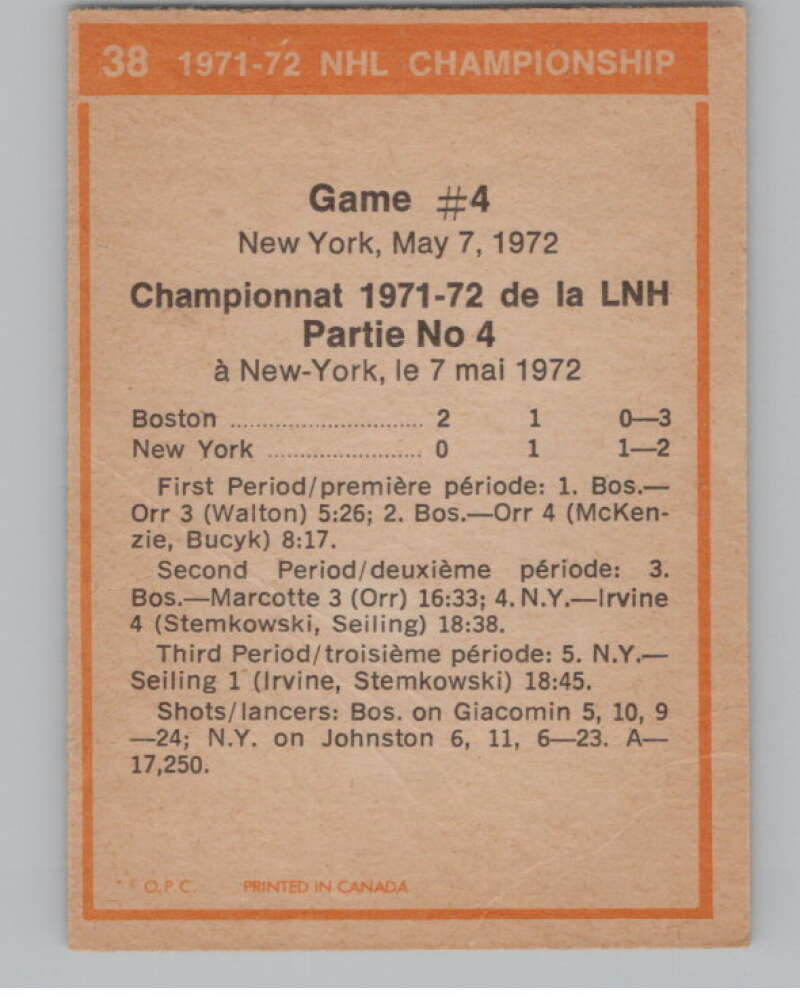 38 1971-72 NHL CHAMPIONSHIP
Game #4
New York, May 7, 1972
Championnat 1971-72 de la LNH
Partie No 4
à New-York, le 7 mai 1972
Boston .............................. 2 1 0—3
New York ........................ 0 1 1—2
First Period/première période: 1. Bos.—
Orr 3 (Walton) 5:26; 2. Bos.—Orr 4 (McKen-
zie, Bucyk) 8:17.
Second Period/deuxième période: 3.
Bos.—Marcotte 3 (Orr) 16:33; 4. N.Y.—Irvine
4 (Stemkowski, Seiling) 18:38.
Third Period/troisième période: 5. N.Y.—
Seiling 1 (Irvine, Stemkowski) 18:45.
Shots/lancers: Bos. on Giacomin 5, 10, 9
—24; N.Y. on Johnston 6, 11, 6—23. A—
17,250.
O.P.C. PRINTED IN CANADA